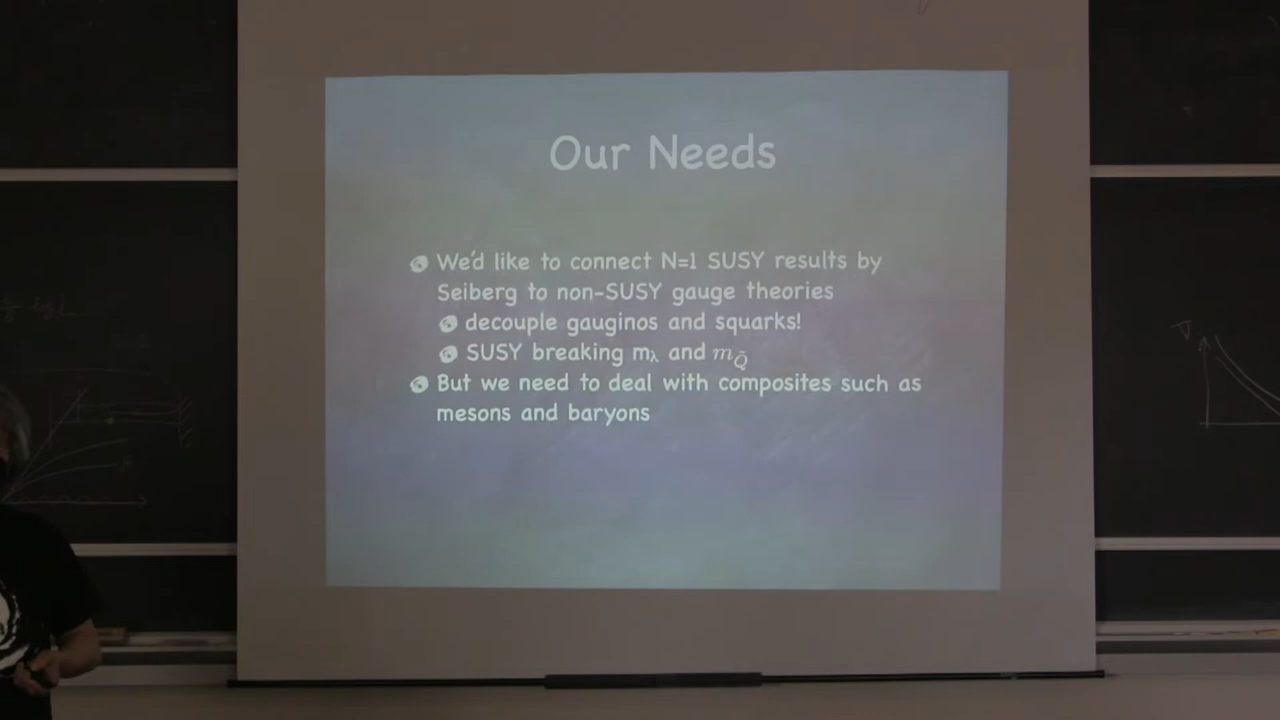 Our Needs
We'd like to connect N=1 SUSY results by
Seiberg to non-SUSY gauge theories
decouple gauginos and squarks!
SUSY breaking mλ and m_Q̃
But we need to deal with composites such as
mesons and baryons